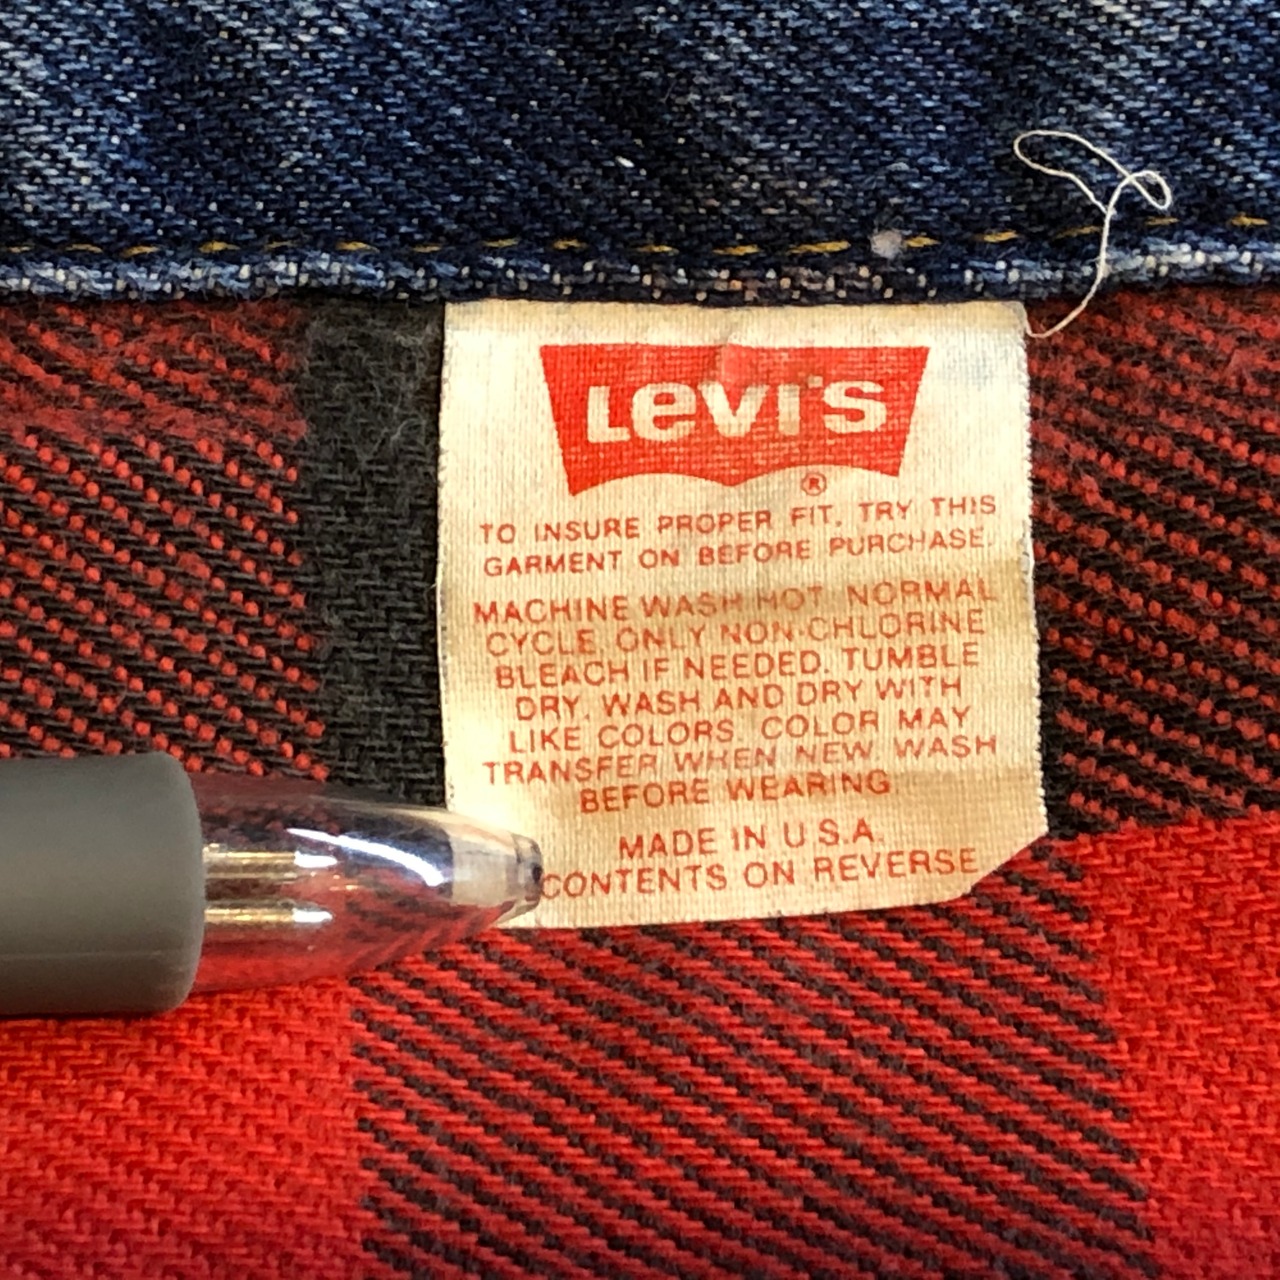 Levi's
®
TO INSURE PROPER FIT, TRY THIS
GARMENT ON BEFORE PURCHASE.
MACHINE WASH HOT NORMAL
CYCLE, ONLY NON-CHLORINE
BLEACH IF NEEDED. TUMBLE
DRY, WASH AND DRY WITH
LIKE COLORS. COLOR MAY
TRANSFER WHEN NEW WASH
BEFORE WEARING
MADE IN U.S.A.
CONTENTS ON REVERSE